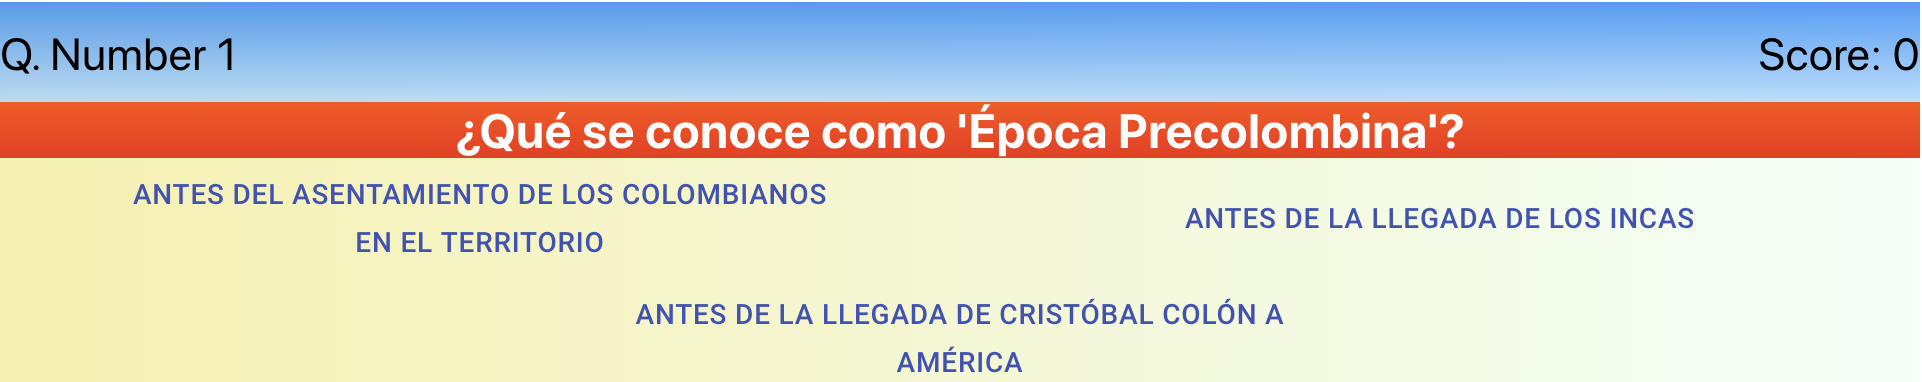 Q. Number 1
Score: 0
¿Qué se conoce como 'Época Precolombina'?
ANTES DEL ASENTAMIENTO DE LOS COLOMBIANOS
EN EL TERRITORIO
ANTES DE LA LLEGADA DE LOS INCAS
ANTES DE LA LLEGADA DE CRISTÓBAL COLÓN A
AMÉRICA